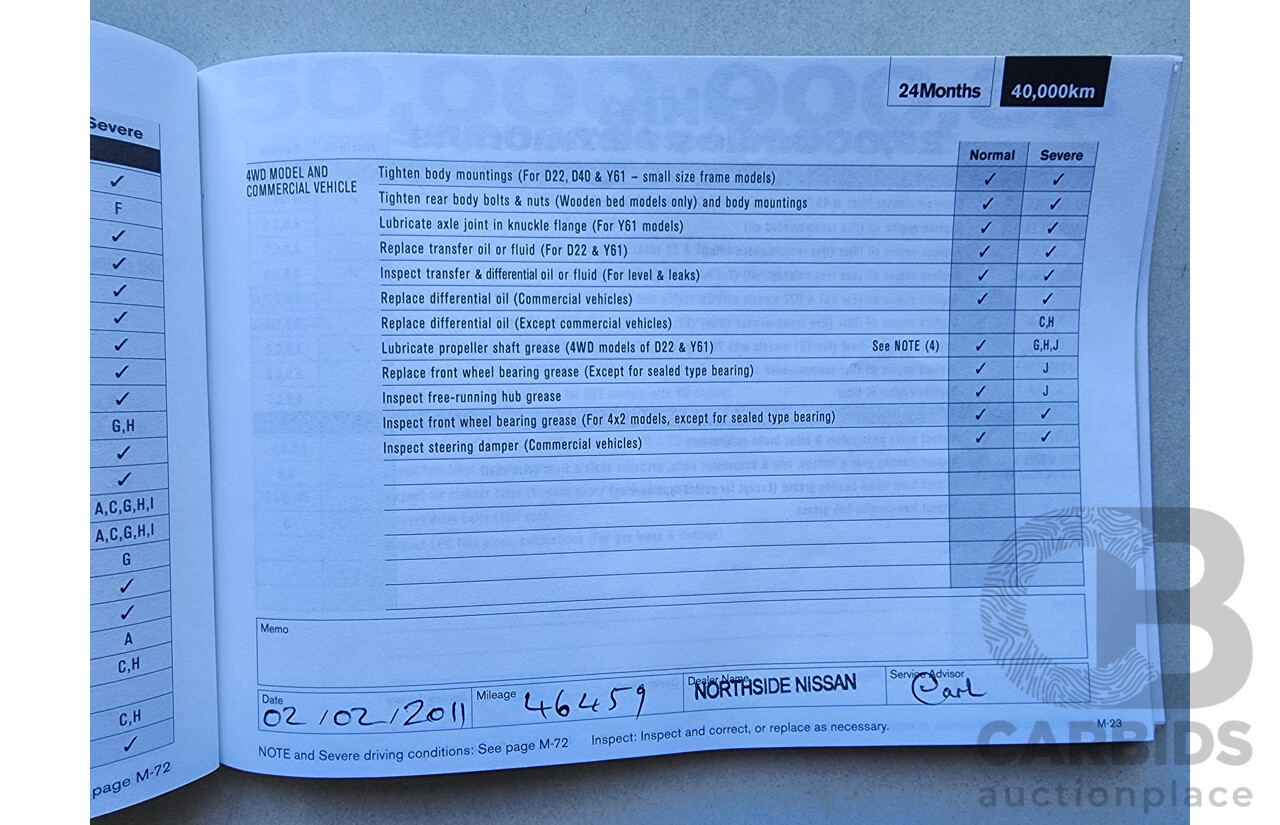 Severe
✓
F
✓
✓
✓
✓
✓
✓
✓
G,H
✓
✓
A,C,G,H,I
A,C,G,H,I
G
✓
✓
A
C,H
C,H
✓
page M-72
24Months 40,000km
Normal Severe
4WD MODEL AND
COMMERCIAL VEHICLE
Tighten body mountings (For D22, D40 & Y61 – small size frame models) ✓ ✓
Tighten rear body bolts & nuts (Wooden bed models only) and body mountings ✓ ✓
Lubricate axle joint in knuckle flange (For Y61 models) ✓ ✓
Replace transfer oil or fluid (For D22 & Y61) ✓ ✓
Inspect transfer & differential oil or fluid (For level & leaks) ✓ ✓
Replace differential oil (Commercial vehicles) ✓ ✓
Replace differential oil (Except commercial vehicles) C,H
Lubricate propeller shaft grease (4WD models of D22 & Y61) See NOTE (4) ✓ G,H,J
Replace front wheel bearing grease (Except for sealed type bearing) ✓ J
Inspect free-running hub grease ✓ J
Inspect front wheel bearing grease (For 4x2 models, except for sealed type bearing) ✓ ✓
Inspect steering damper (Commercial vehicles) ✓ ✓
Memo
Date 02/02/2011 Mileage 46459 Dealer Name NORTHSIDE NISSAN Service Advisor Carl
NOTE and Severe driving conditions: See page M-72 Inspect: Inspect and correct, or replace as necessary. M-23
CB
CARBIDS
auctionplace